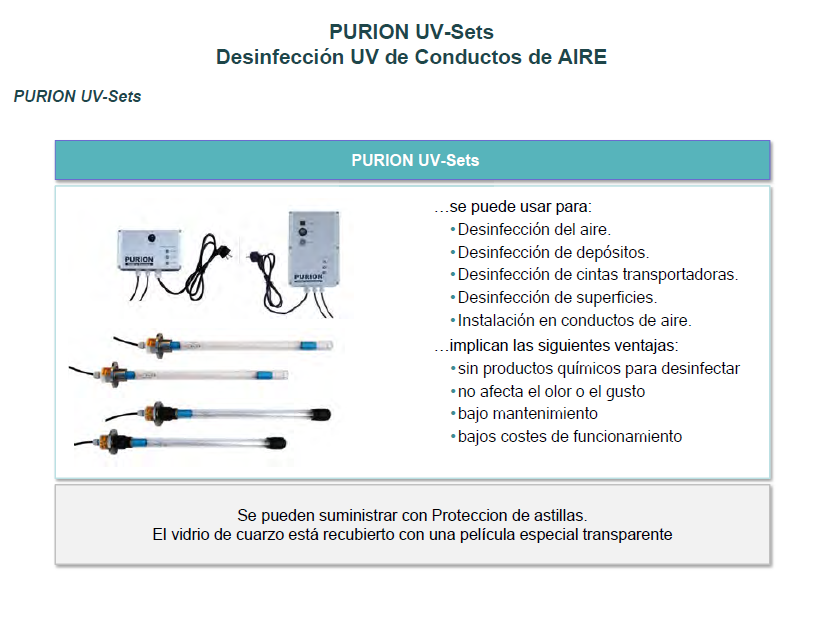 PURION UV-Sets
Desinfección UV de Conductos de AIRE
PURION UV-Sets
PURION UV-Sets
PURION
PURION
…se puede usar para:
•Desinfección del aire.
•Desinfección de depósitos.
•Desinfección de cintas transportadoras.
•Desinfección de superficies.
•Instalación en conductos de aire.
…implican las siguientes ventajas:
•sin productos químicos para desinfectar
•no afecta el olor o el gusto
•bajo mantenimiento
•bajos costes de funcionamiento
Se pueden suministrar con Proteccion de astillas.
El vidrio de cuarzo está recubierto con una película especial transparente